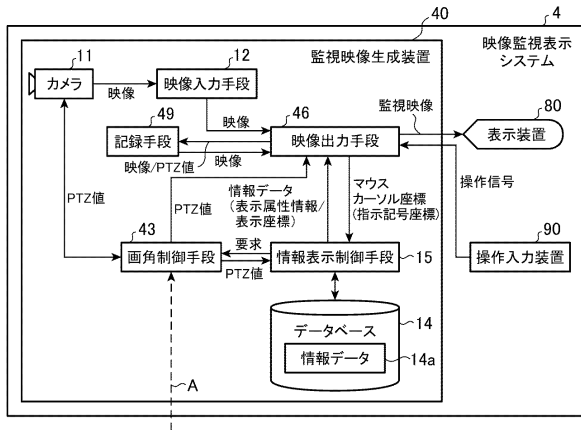 4
40
映像監視表示
システム
監視映像生成装置
11
カメラ
映像
12
映像入力手段
映像
49
記録手段
46
映像出力手段
監視映像
80
表示装置
映像
映像/PTZ値
操作信号
PTZ値
PTZ値
情報データ
(表示属性情報/
表示座標)
マウス
カーソル座標
(指示記号座標)
43
画角制御手段
要求
PTZ値
情報表示制御手段
15
90
操作入力装置
データベース
14
情報データ
14a
A